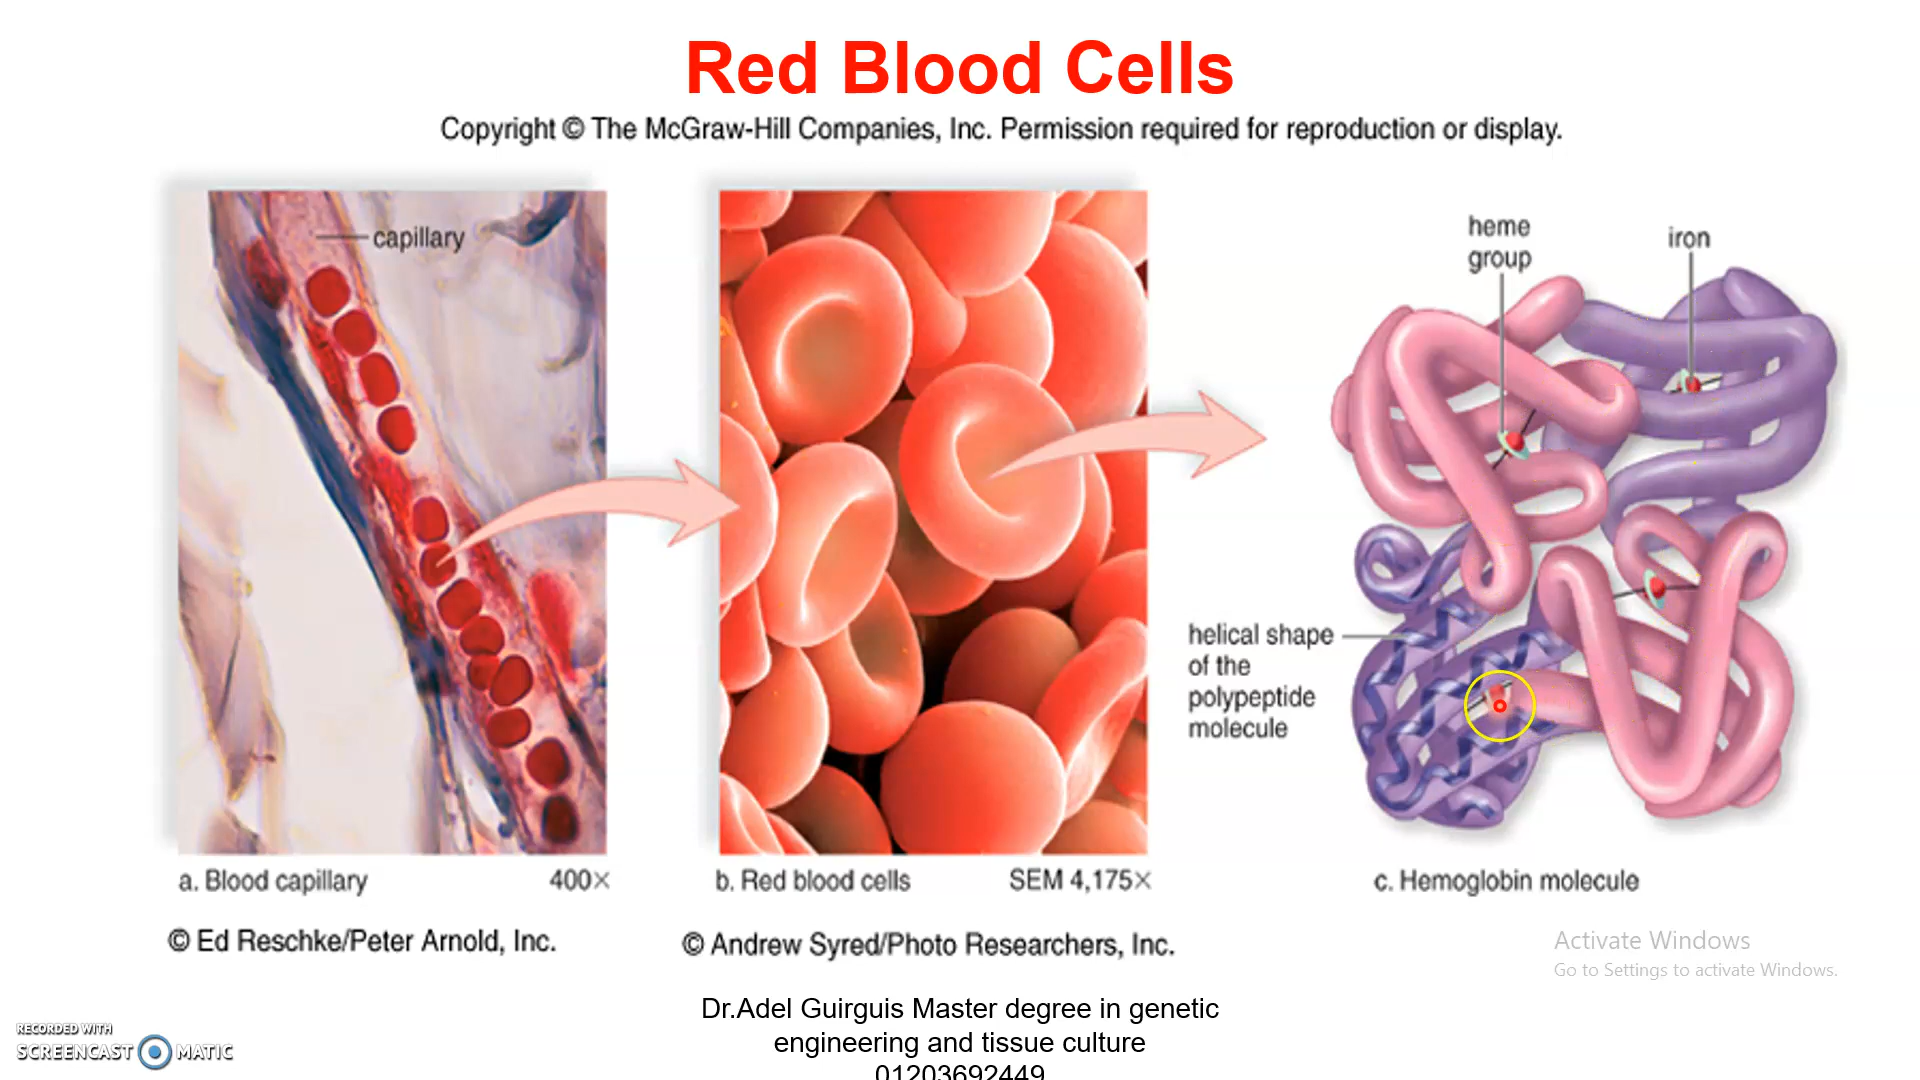 Red Blood Cells
Copyright © The McGraw-Hill Companies, Inc. Permission required for reproduction or display.
capillary
heme
group
iron
helical shape
of the
polypeptide
molecule
a. Blood capillary 400×
b. Red blood cells SEM 4,175×
c. Hemoglobin molecule
© Ed Reschke/Peter Arnold, Inc.
© Andrew Syred/Photo Researchers, Inc.
Activate Windows
Go to Settings to activate Windows.
Dr.Adel Guirguis Master degree in genetic
engineering and tissue culture
01203692449
RECORDED WITH
SCREENCAST MATIC